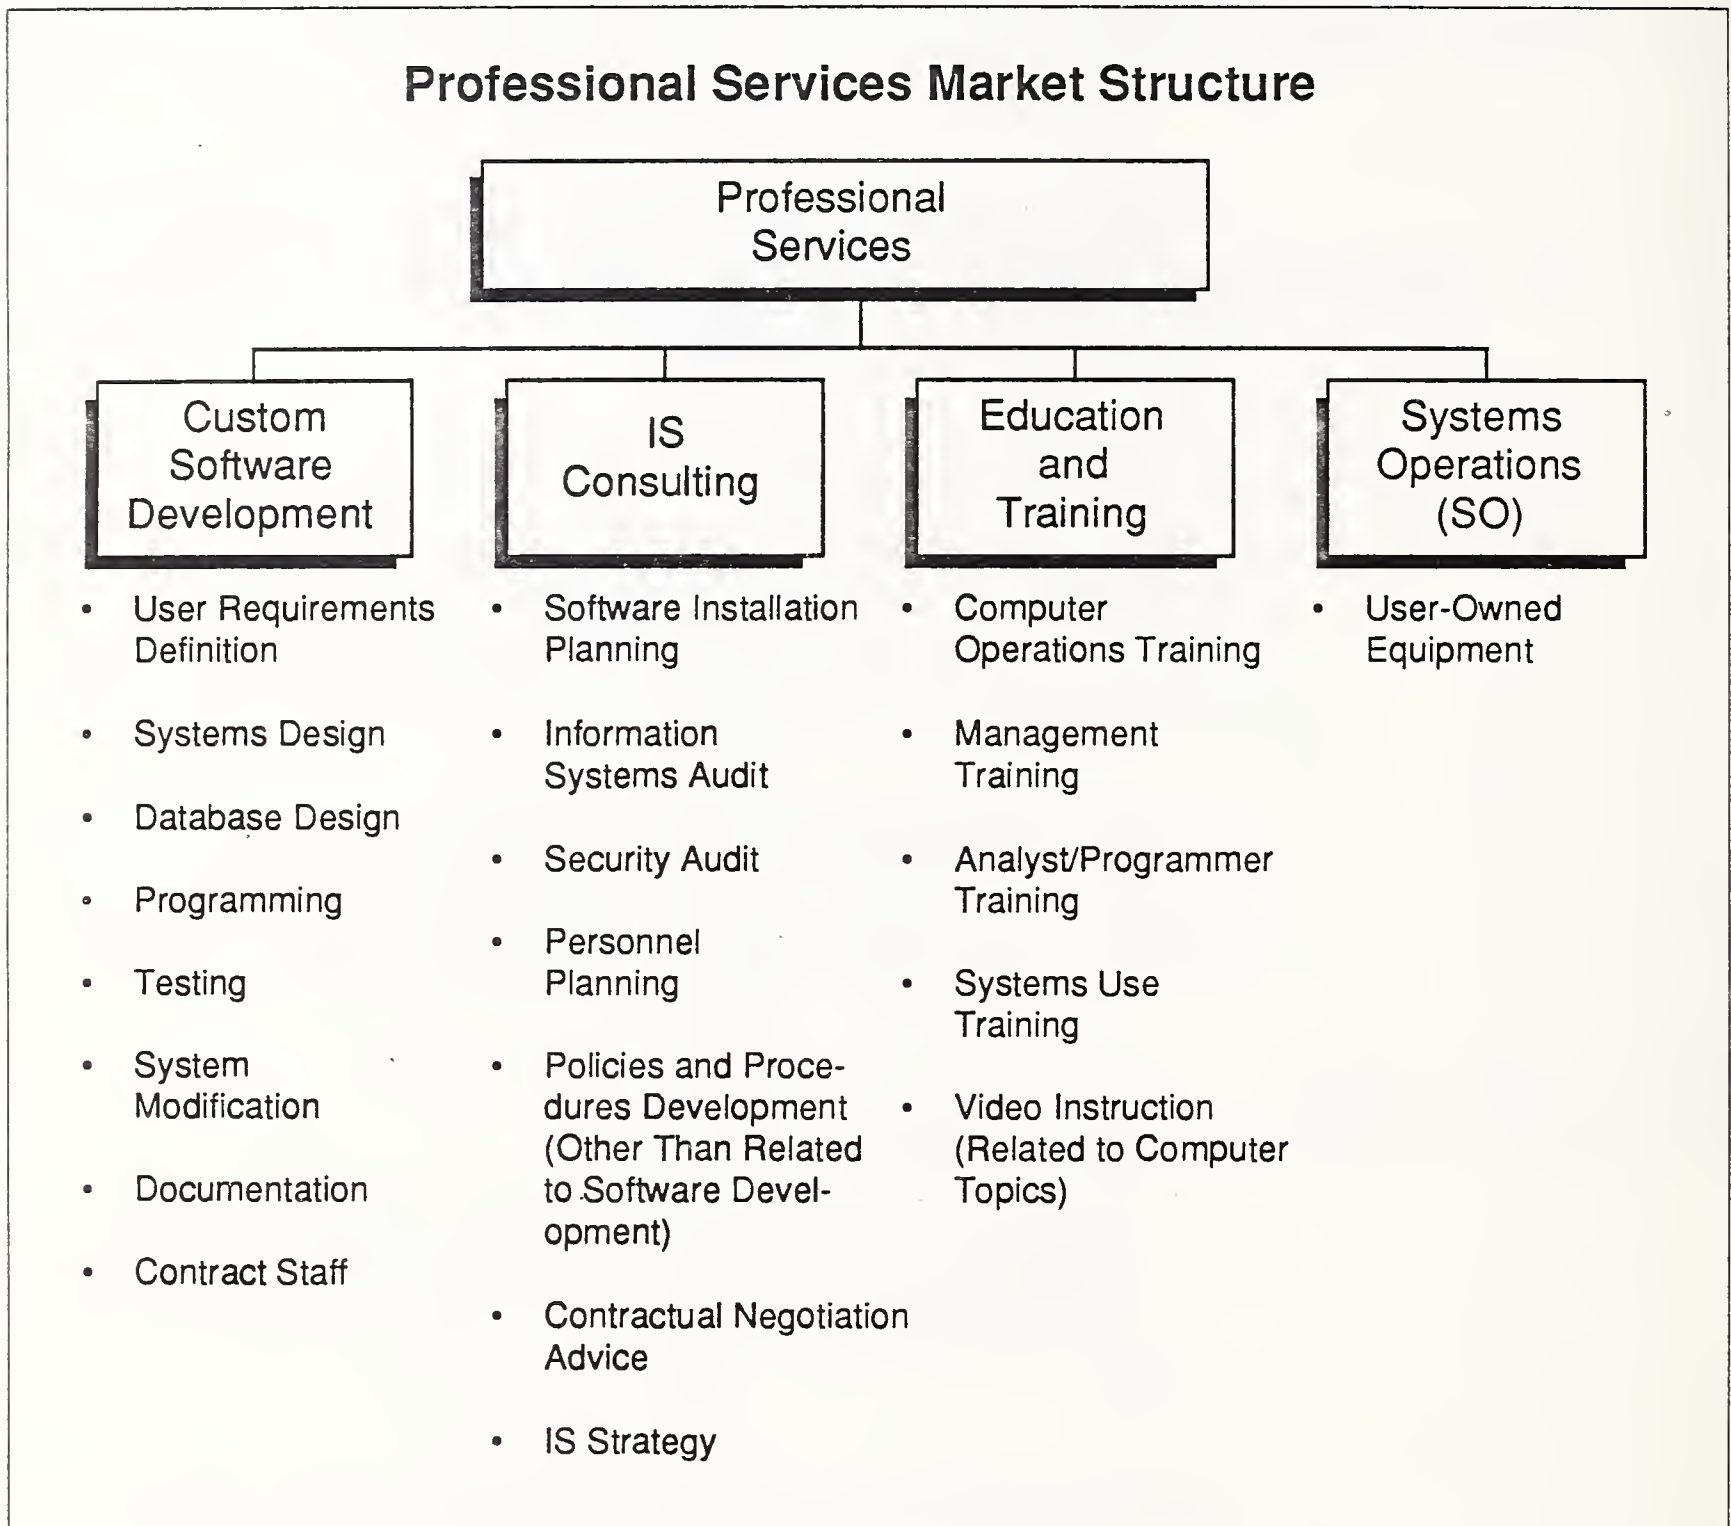 Professional Services Market Structure
Professional
Services
Custom
Software
Development
User Requirements
Definition
Systems Design
Database Design
Programming
Testing
System
Modification
Documentation
Contract Staff
IS
Consulting
Software Installation
Planning
Information
Systems Audit
Security Audit
Personnel
Planning
Policies and Proce-
dures Development
(Other Than Related
to Software Devel-
opment)
Contractual Negotiation
Advice
IS Strategy
Education
and
Training
Computer
Operations Training
Management
Training
Analyst/Programmer
Training
Systems Use
Training
Video Instruction
(Related to Computer
Topics)
Systems
Operations
(SO)
User-Owned
Equipment